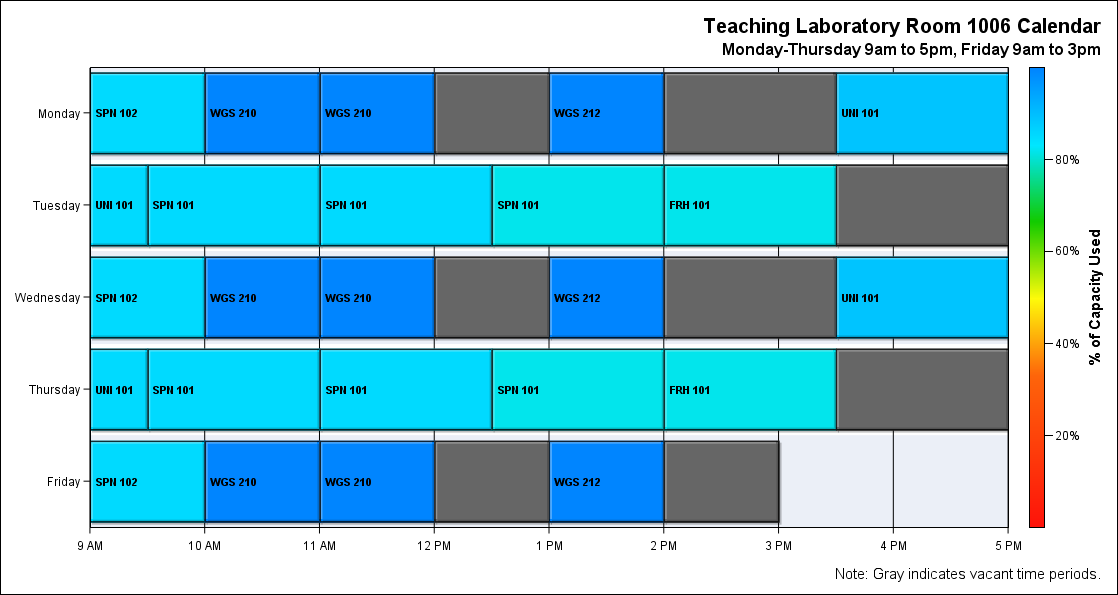 Teaching Laboratory Room 1006 Calendar
Monday-Thursday 9am to 5pm, Friday 9am to 3pm
Monday
SPN 102
WGS 210
WGS 210
WGS 212
UNI 101
Tuesday
UNI 101
SPN 101
SPN 101
SPN 101
FRH 101
Wednesday
SPN 102
WGS 210
WGS 210
WGS 212
UNI 101
Thursday
UNI 101
SPN 101
SPN 101
SPN 101
FRH 101
Friday
SPN 102
WGS 210
WGS 210
WGS 212
9 AM
10 AM
11 AM
12 PM
1 PM
2 PM
3 PM
4 PM
5 PM
80%
60%
40%
20%
% of Capacity Used
Note: Gray indicates vacant time periods.